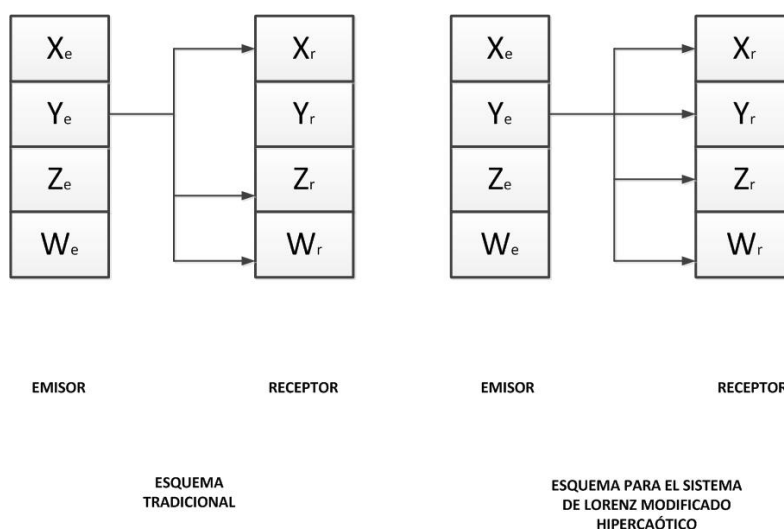 Xe Xr Xe Xr
Ye Yr Ye Yr
Ze Zr Ze Zr
We Wr We Wr
EMISOR RECEPTOR EMISOR RECEPTOR
ESQUEMA
TRADICIONAL
ESQUEMA PARA EL SISTEMA
DE LORENZ MODIFICADO
HIPERCAÓTICO